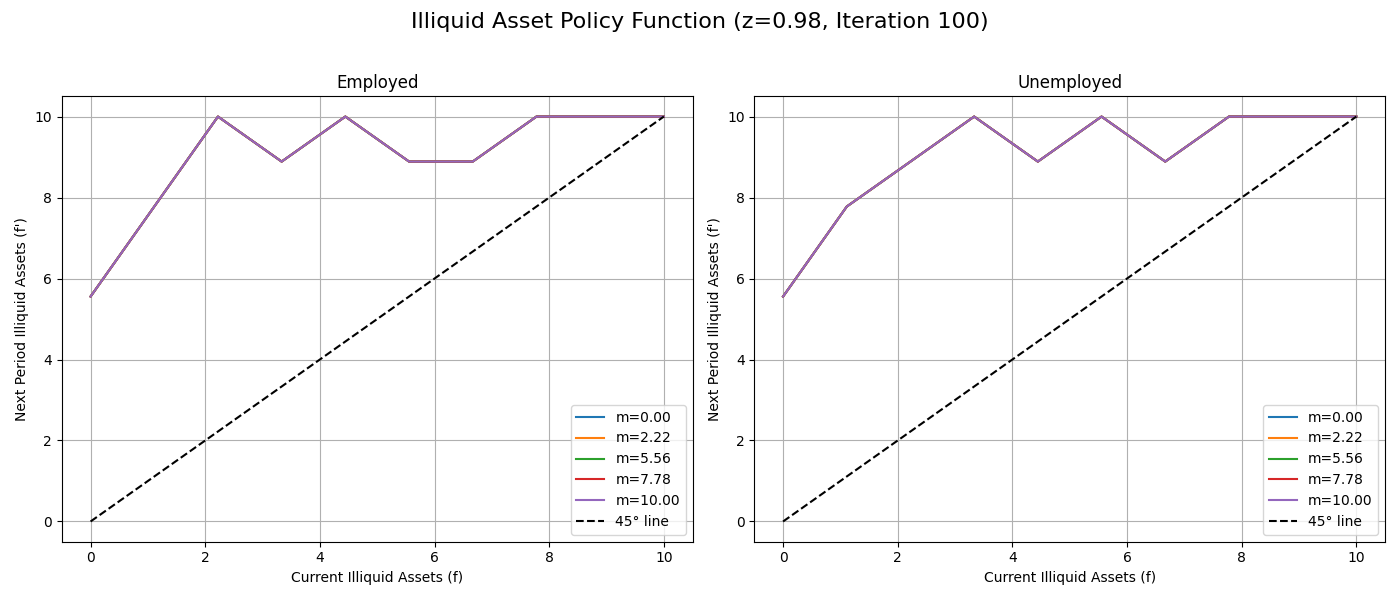 Illiquid Asset Policy Function (z=0.98, Iteration 100)
Employed
Next Period Illiquid Assets (f')
10
8
6
4
2
0
0 2 4 6 8 10
Current Illiquid Assets (f)
m=0.00
m=2.22
m=5.56
m=7.78
m=10.00
45° line
Unemployed
Next Period Illiquid Assets (f')
10
8
6
4
2
0
0 2 4 6 8 10
Current Illiquid Assets (f)
m=0.00
m=2.22
m=5.56
m=7.78
m=10.00
45° line